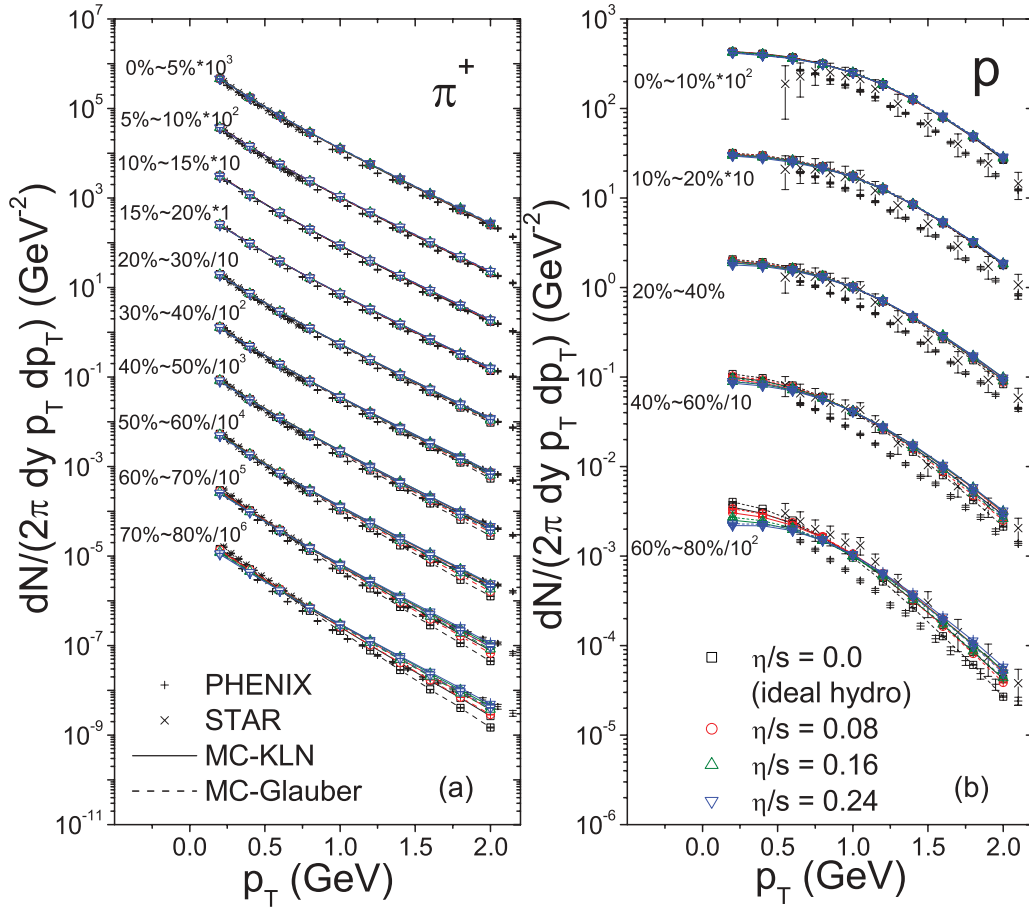 10^7
10^5
10^3
10^1
10^-1
10^-3
10^-5
10^-7
10^-9
10^-11
dN/(2π dy p_T dp_T) (GeV^-2)
π^+
0%~5%*10^3
5%~10%*10^2
10%~15%*10
15%~20%*1
20%~30%/10
30%~40%/10^2
40%~50%/10^3
50%~60%/10^4
60%~70%/10^5
70%~80%/10^6
PHENIX
STAR
MC-KLN
MC-Glauber
(a)
0.0 0.5 1.0 1.5 2.0
p_T (GeV)
10^3
10^2
10^1
10^0
10^-1
10^-2
10^-3
10^-4
10^-5
10^-6
dN/(2π dy p_T dp_T) (GeV^-2)
p
0%~10%*10^2
10%~20%*10
20%~40%
40%~60%/10
60%~80%/10^2
η/s = 0.0
(ideal hydro)
η/s = 0.08
η/s = 0.16
η/s = 0.24
(b)
0.0 0.5 1.0 1.5 2.0
p_T (GeV)